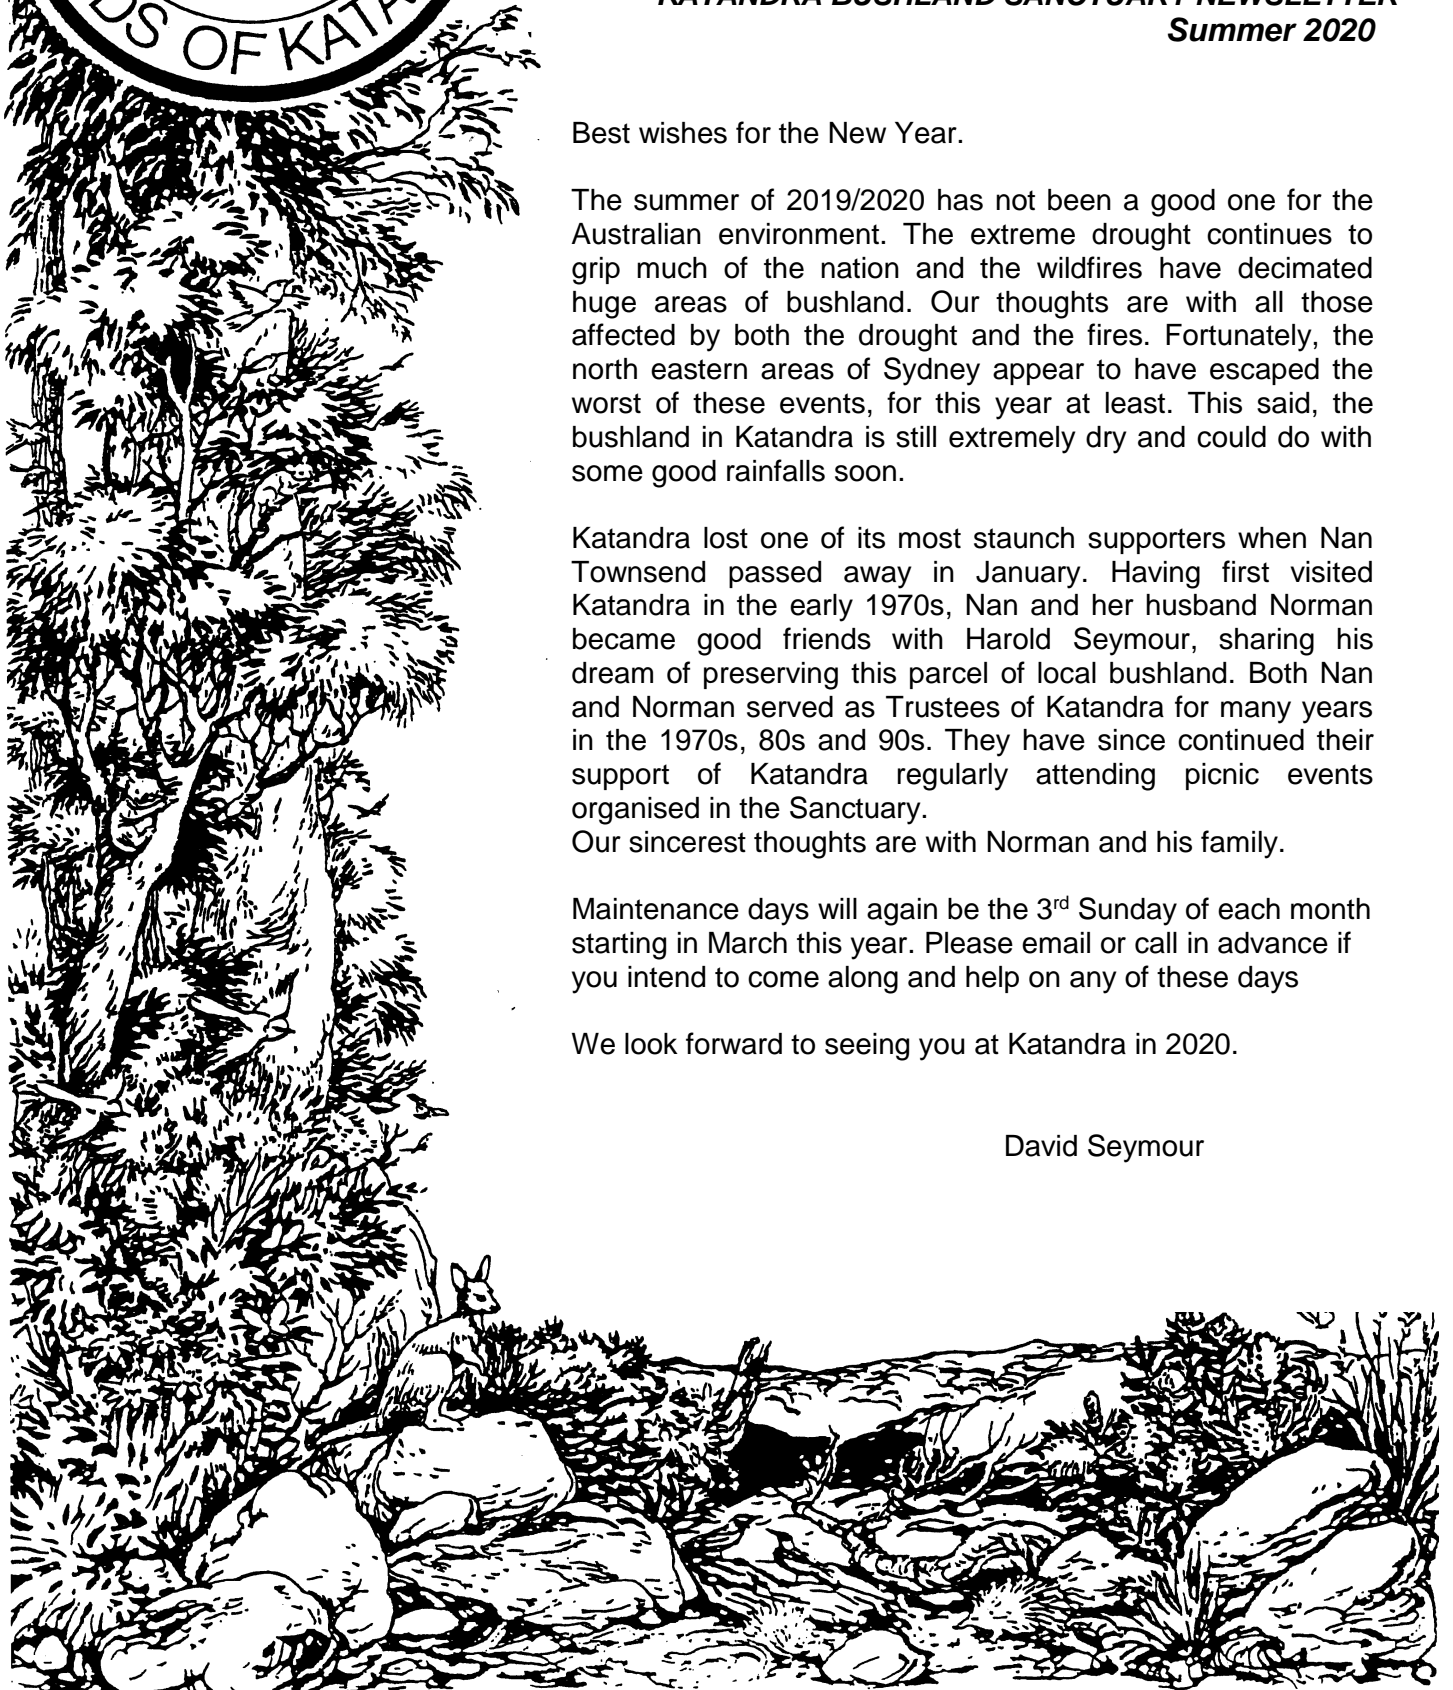 DS OF KATA
KATANDRA BUSHLAND SANCTUARY NEWSLETTER
Summer 2020
Best wishes for the New Year.
The summer of 2019/2020 has not been a good one for the
Australian environment. The extreme drought continues to
grip much of the nation and the wildfires have decimated
huge areas of bushland. Our thoughts are with all those
affected by both the drought and the fires. Fortunately, the
north eastern areas of Sydney appear to have escaped the
worst of these events, for this year at least. This said, the
bushland in Katandra is still extremely dry and could do with
some good rainfalls soon.
Katandra lost one of its most staunch supporters when Nan
Townsend passed away in January. Having first visited
Katandra in the early 1970s, Nan and her husband Norman
became good friends with Harold Seymour, sharing his
dream of preserving this parcel of local bushland. Both Nan
and Norman served as Trustees of Katandra for many years
in the 1970s, 80s and 90s. They have since continued their
support of Katandra regularly attending picnic events
organised in the Sanctuary.
Our sincerest thoughts are with Norman and his family.
Maintenance days will again be the 3rd Sunday of each month
starting in March this year. Please email or call in advance if
you intend to come along and help on any of these days
We look forward to seeing you at Katandra in 2020.
David Seymour